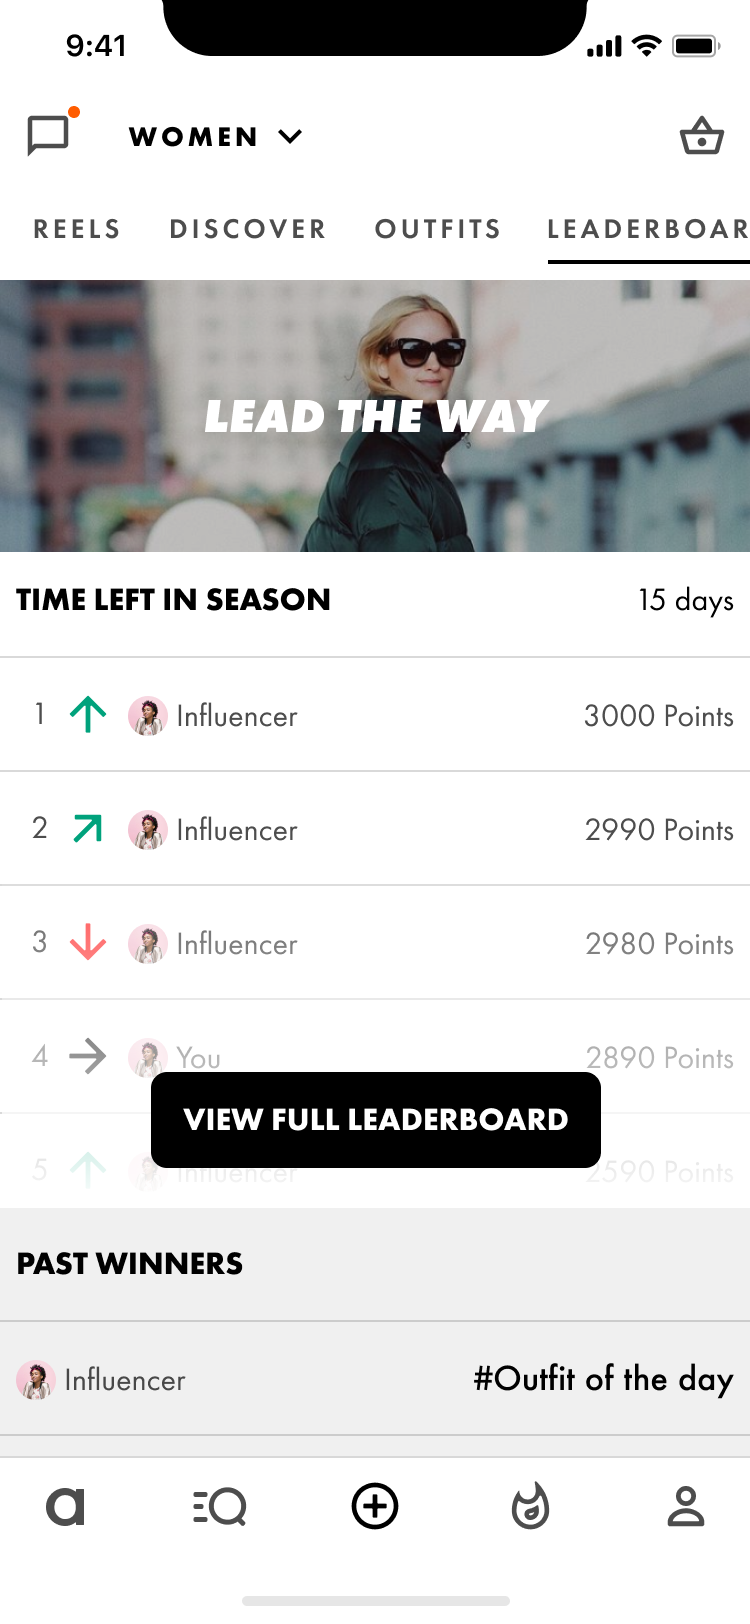 9:41
WOMEN
REELS DISCOVER OUTFITS LEADERBOAR
LEAD THE WAY
TIME LEFT IN SEASON 15 days
1 Influencer 3000 Points
2 Influencer 2990 Points
3 Influencer 2980 Points
4 You 2890 Points
VIEW FULL LEADERBOARD
5 Influencer 2590 Points
PAST WINNERS
Influencer #Outfit of the day
a